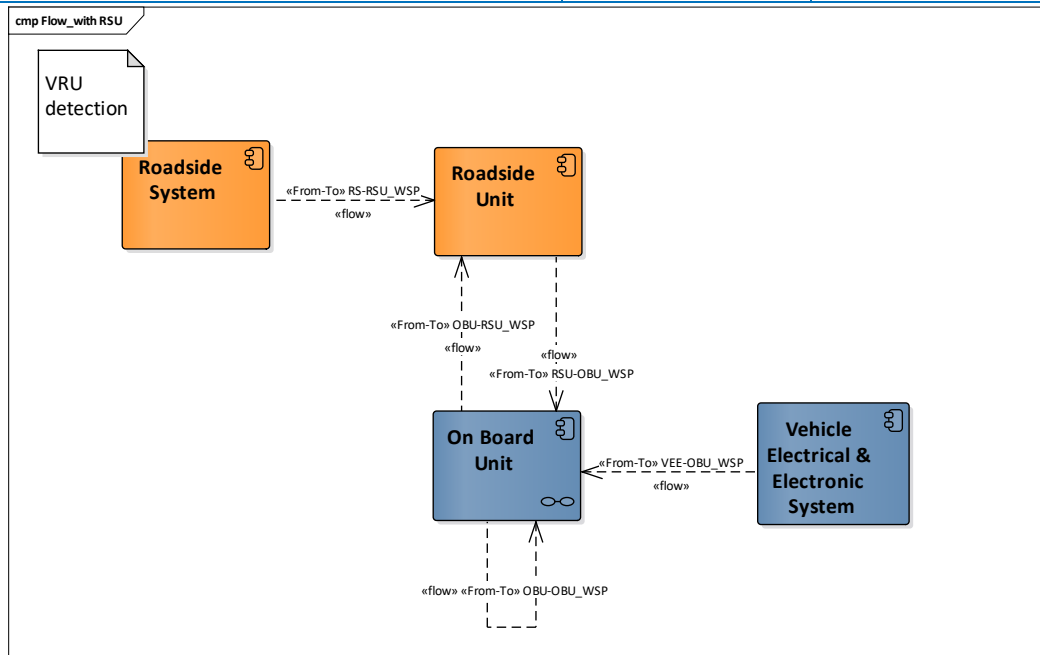 cmp Flow_with RSU
VRU
detection
Roadside
System
«From-To» RS-RSU_WSP
«flow»
Roadside
Unit
«From-To» OBU-RSU_WSP
«flow»
«flow»
«From-To» RSU-OBU_WSP
On Board
Unit
«From-To» VEE-OBU_WSP
«flow»
Vehicle
Electrical &
Electronic
System
«flow» «From-To» OBU-OBU_WSP